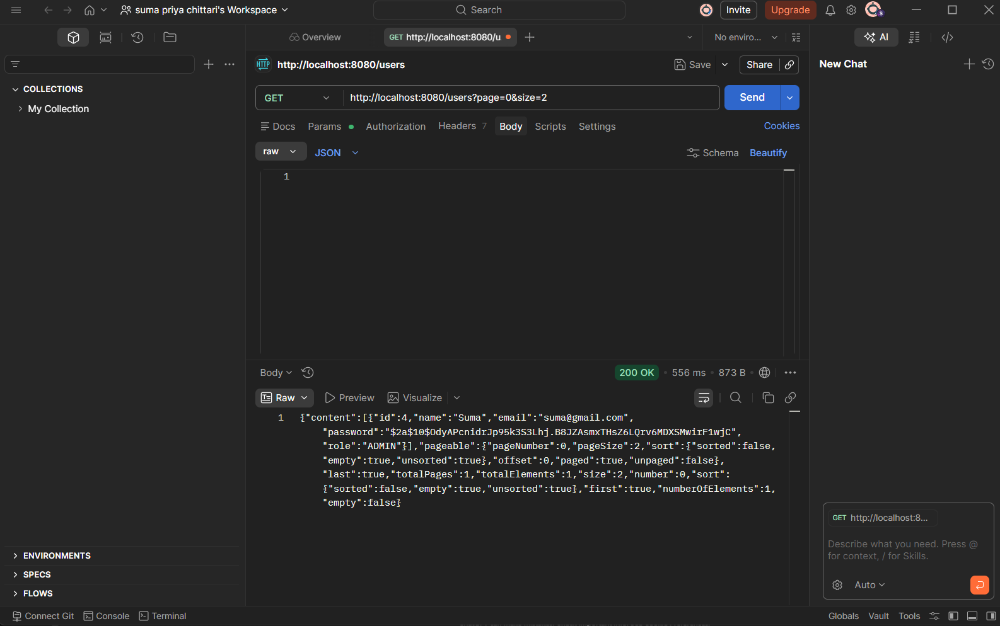 suma priya chittari's Workspace
Search
Invite
Upgrade
s
Overview
GET http://localhost:8080/u
No enviro...
AI
http://localhost:8080/users
Save
Share
New Chat
COLLECTIONS
My Collection
HTTP
GET
http://localhost:8080/users?page=0&size=2
Send
Docs
Params
Authorization
Headers 7
Body
Scripts
Settings
Cookies
raw
JSON
Schema
Beautify
1
Body
200 OK
556 ms
873 B
Raw
Preview
Visualize
1
{"content":[{"id":4,"name":"Suma","email":"suma@gmail.com",
"password":"$2a$10$OdyAPcnidrJp95k3S3Lhj.B8JZAsmxTHsZ6LQrv6MDXSMwirF1wjC",
"role":"ADMIN"}],"pageable":{"pageNumber":0,"pageSize":2,"sort":{"sorted":false,
"empty":true,"unsorted":true},"offset":0,"paged":true,"unpaged":false},
"last":true,"totalPages":1,"totalElements":1,"size":2,"number":0,"sort":
{"sorted":false,"empty":true,"unsorted":true},"first":true,"numberOfElements":1,
"empty":false}
GET http://localhost:8...
Describe what you need. Press @
for context, / for Skills.
Auto
ENVIRONMENTS
SPECS
FLOWS
Connect Git
Console
Terminal
Globals
Vault
Tools